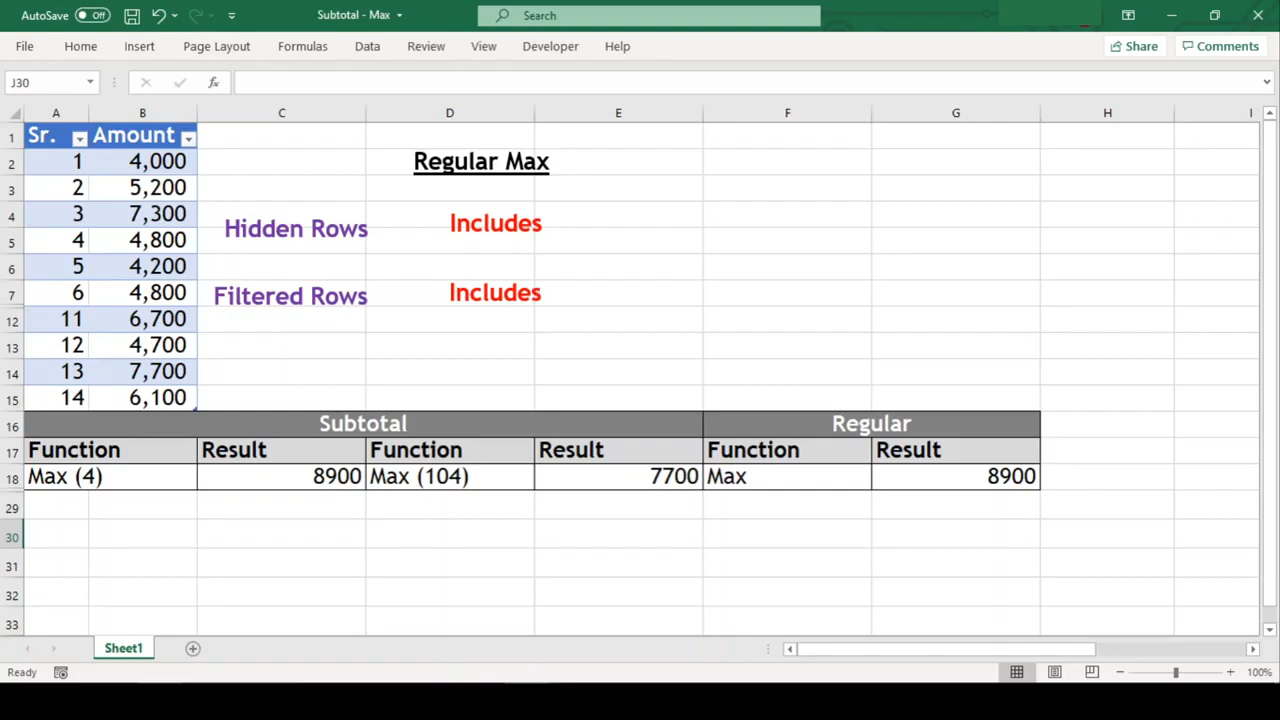 AutoSave Off Subtotal - Max Search
File Home Insert Page Layout Formulas Data Review View Developer Help Share Comments
J30 fx
A B C D E F G H I
1 Sr. Amount
2 1 4,000 Regular Max
3 2 5,200
4 3 7,300 Hidden Rows Includes
5 4 4,800
6 5 4,200
7 6 4,800 Filtered Rows Includes
12 11 6,700
13 12 4,700
14 13 7,700
15 14 6,100
16 Subtotal Regular
17 Function Result Function Result Function Result
18 Max (4) 8900 Max (104) 7700 Max 8900
29
30
31
32
33
Sheet1
Ready 100%